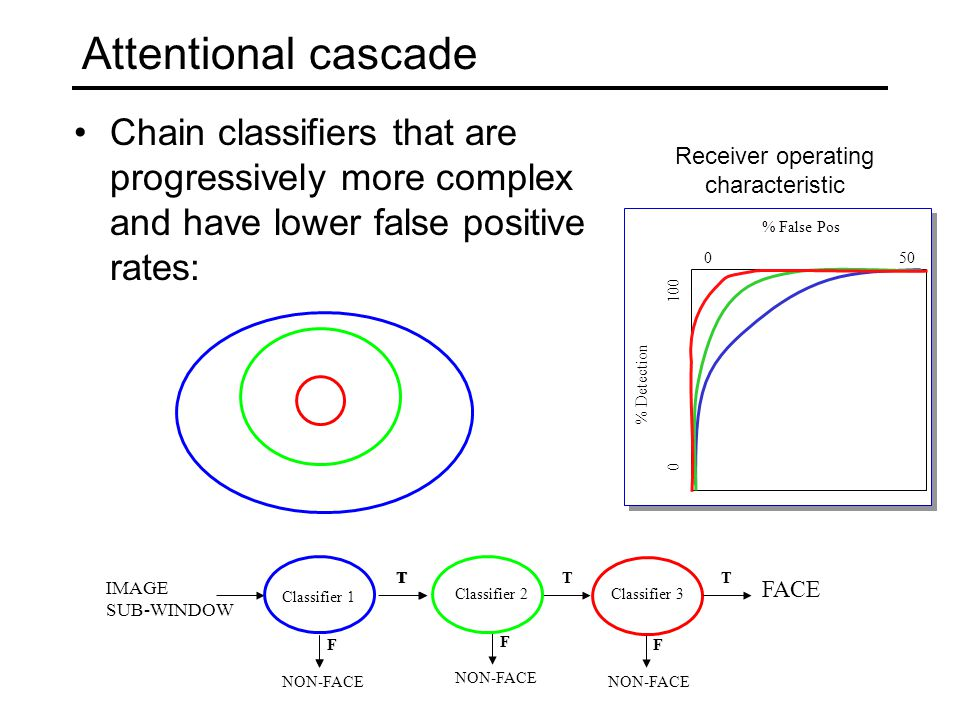 Attentional cascade
• Chain classifiers that are
progressively more complex
and have lower false positive
rates:
Receiver operating
characteristic
% False Pos
0 50
100
% Detection
0
IMAGE
SUB-WINDOW
Classifier 1
T
Classifier 2
T
Classifier 3
T
FACE
F
F
F
NON-FACE
NON-FACE
NON-FACE